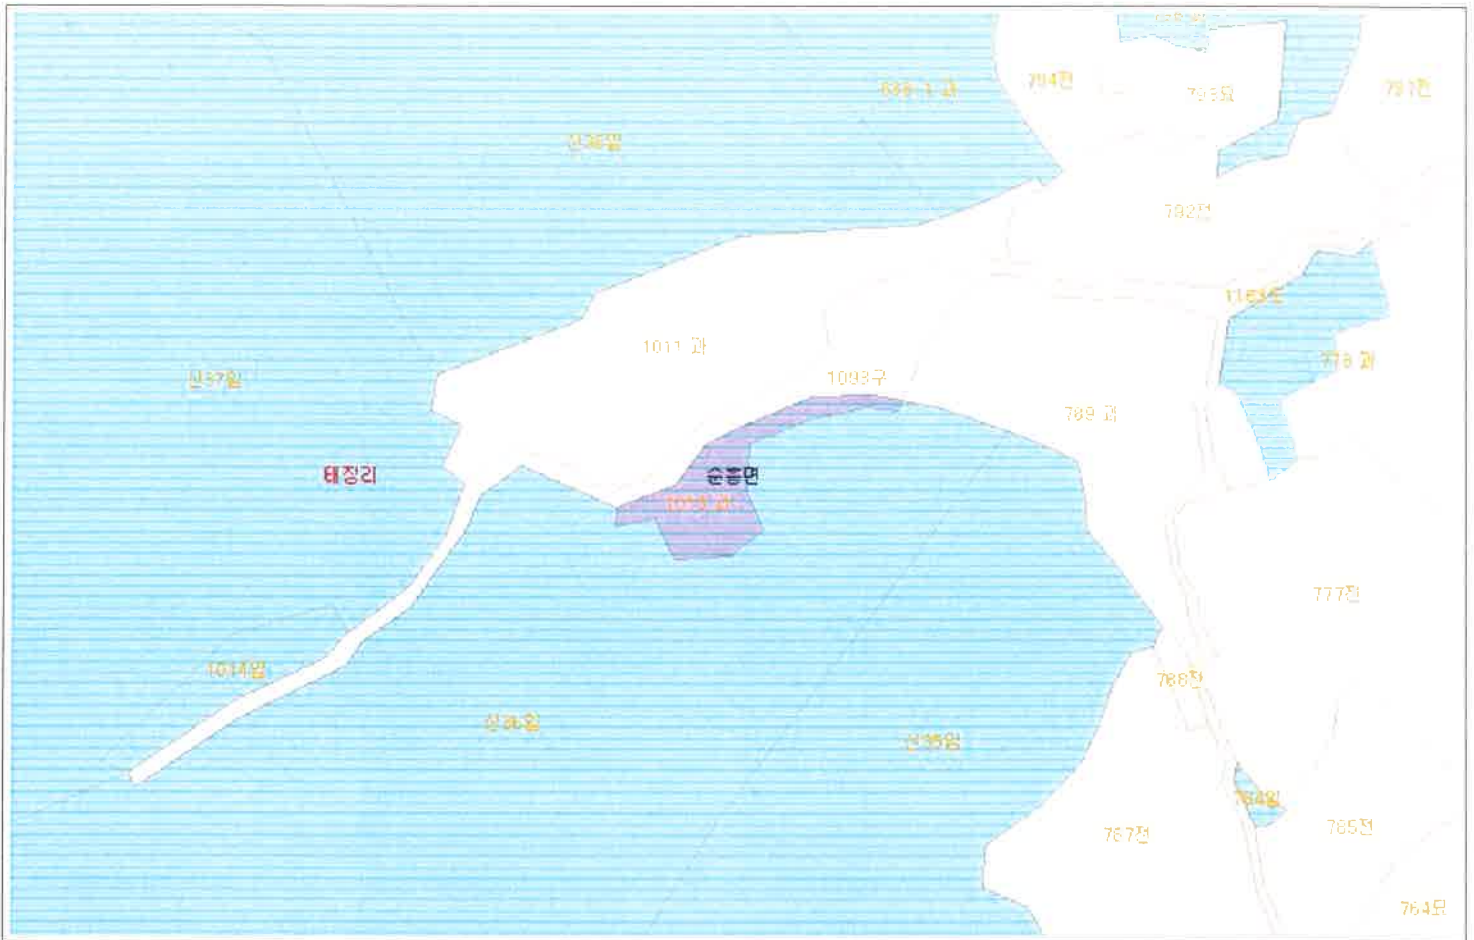 794전
793묘
791전
산38임
792전
1163도
1011 과
778 과
산37임
1093구
789 과
태장리
순흥면
777전
1014임
788전
산36임
산35임
784임
787전
785전
764묘